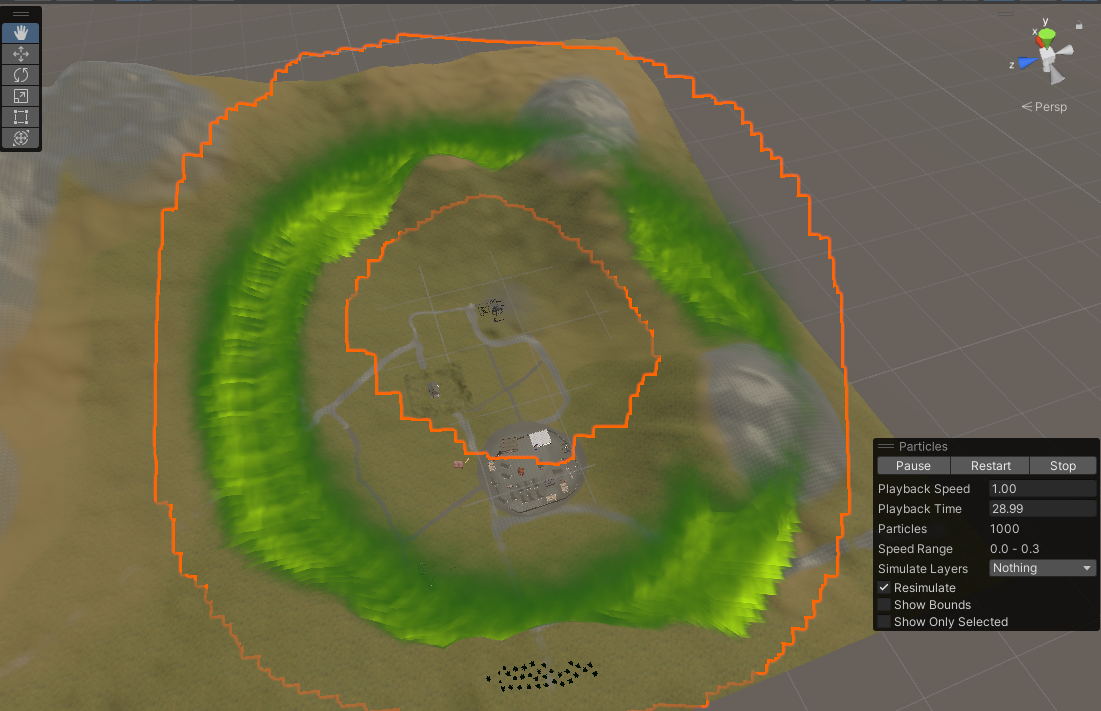 y
x
z
Persp
Particles
Pause Restart Stop
Playback Speed 1.00
Playback Time 28.99
Particles 1000
Speed Range 0.0 - 0.3
Simulate Layers Nothing
Resimulate
Show Bounds
Show Only Selected